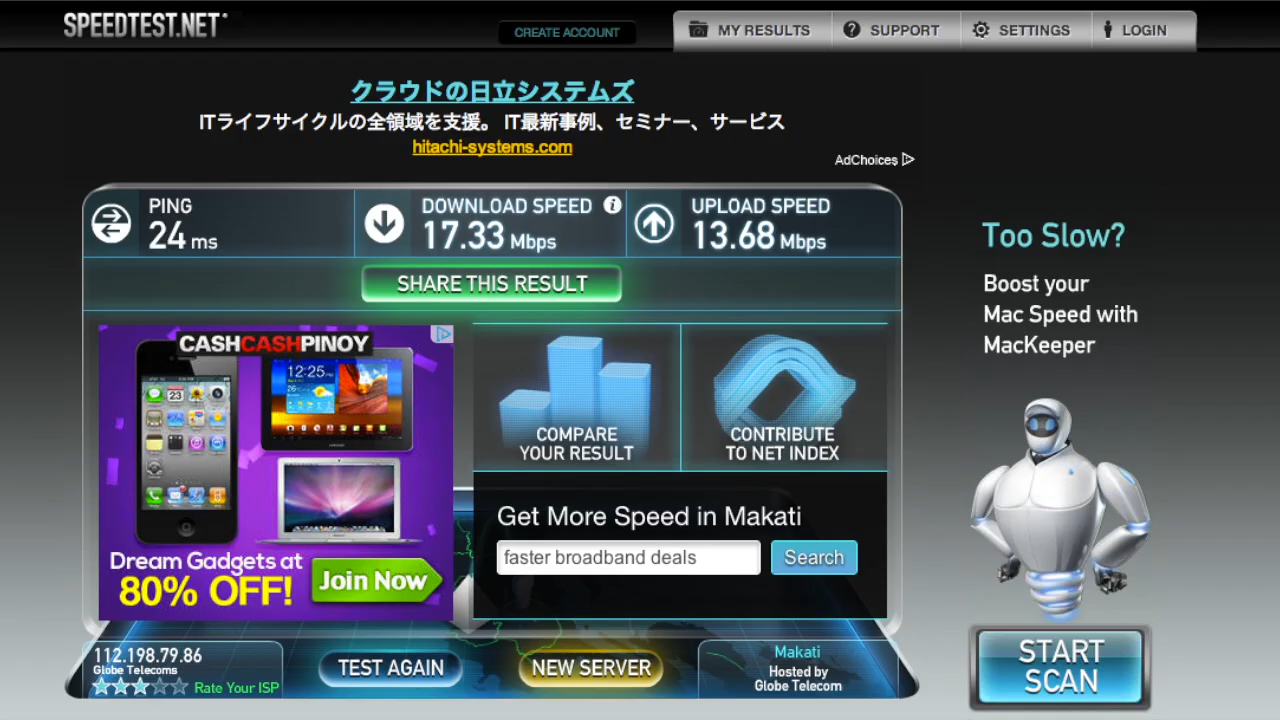 SPEEDTEST.NET
CREATE ACCOUNT
MY RESULTS
SUPPORT
SETTINGS
LOGIN
クラウドの日立システムズ
ITライフサイクルの全領域を支援。 IT最新事例、セミナー、サービス
hitachi-systems.com
AdChoices
PING
24 ms
DOWNLOAD SPEED
17.33 Mbps
UPLOAD SPEED
13.68 Mbps
SHARE THIS RESULT
CASHCASHPINOY
12:25
Dream Gadgets at
80% OFF!
Join Now
COMPARE
YOUR RESULT
CONTRIBUTE
TO NET INDEX
Get More Speed in Makati
faster broadband deals
Search
Too Slow?
Boost your
Mac Speed with
MacKeeper
START
SCAN
112.198.79.86
Globe Telecoms
Rate Your ISP
TEST AGAIN
NEW SERVER
Makati
Hosted by
Globe Telecom